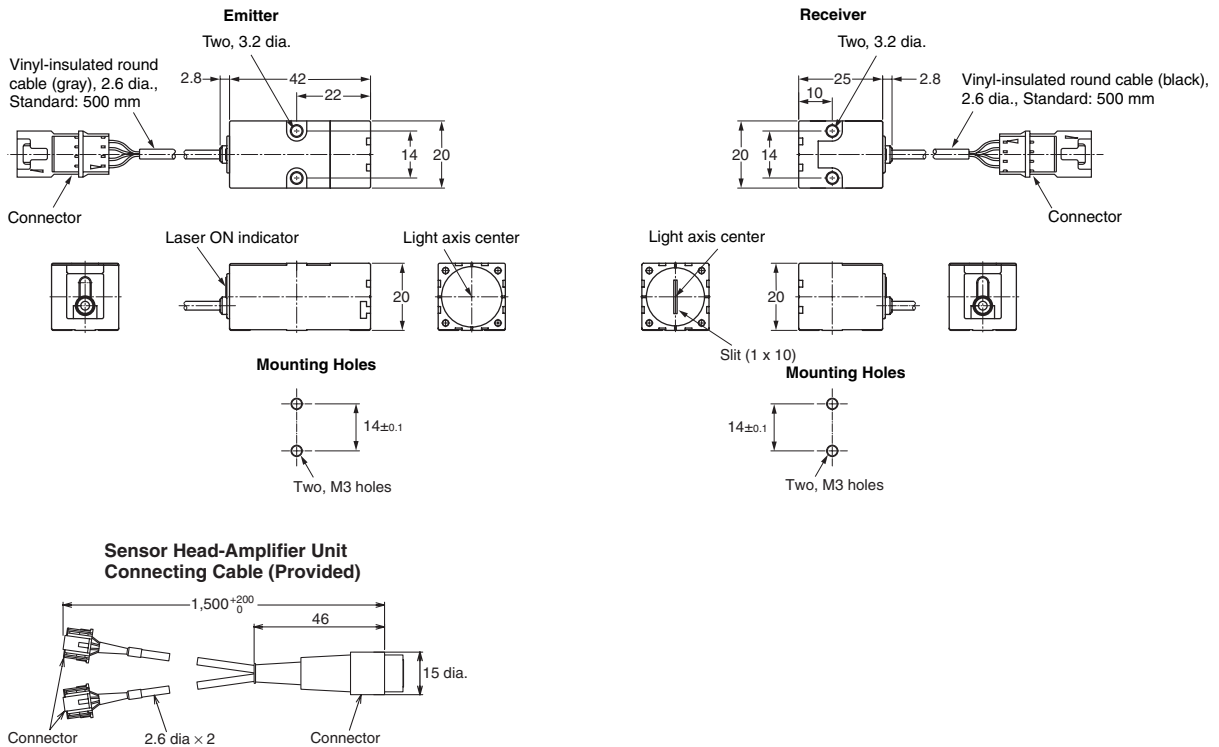 Emitter
Two, 3.2 dia.
Vinyl-insulated round
cable (gray), 2.6 dia.,
Standard: 500 mm
2.8
42
22
14
20
Connector
Receiver
Two, 3.2 dia.
25
2.8
10
Vinyl-insulated round cable (black),
2.6 dia., Standard: 500 mm
20
14
Connector
Laser ON indicator
Light axis center
20
Light axis center
20
Slit (1 x 10)
Mounting Holes
14±0.1
Two, M3 holes
Mounting Holes
14±0.1
Two, M3 holes
Sensor Head-Amplifier Unit
Connecting Cable (Provided)
1,500 +200 0
46
15 dia.
Connector
2.6 dia × 2
Connector